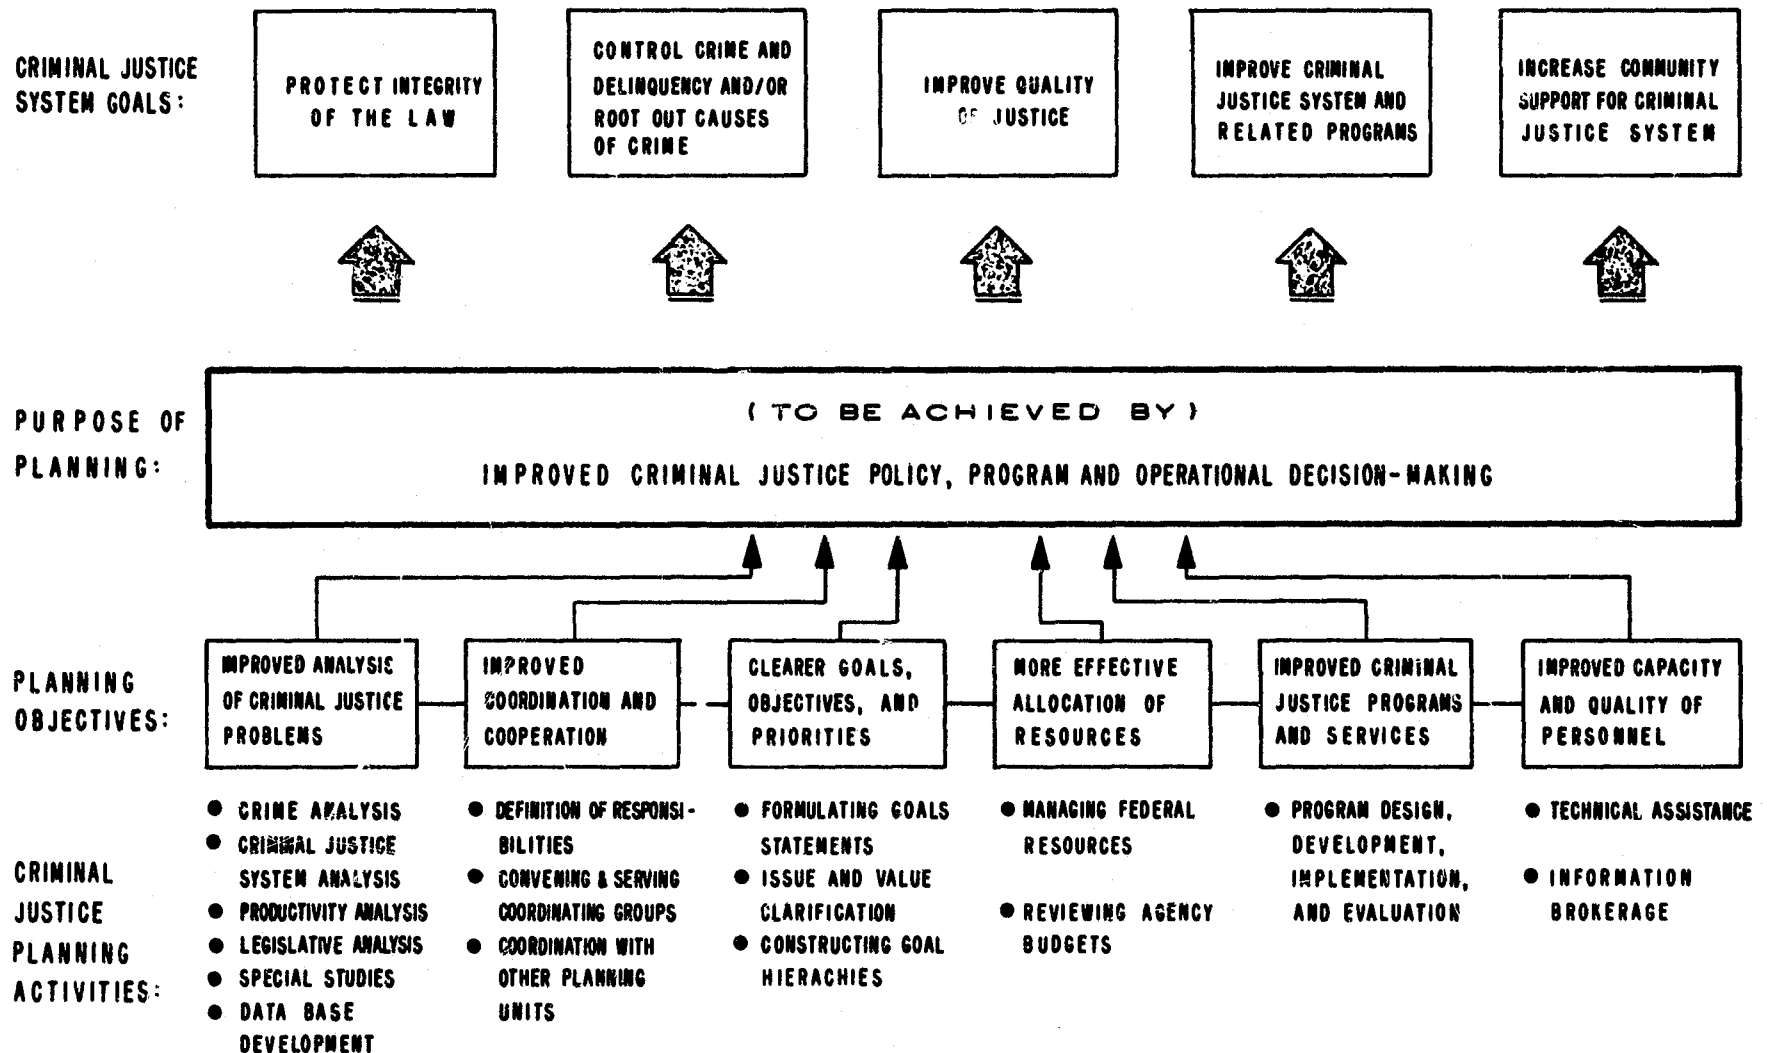 CRIMINAL JUSTICE
SYSTEM GOALS:
PROTECT INTEGRITY
OF THE LAW
CONTROL CRIME AND
DELINQUENCY AND/OR
ROOT OUT CAUSES
OF CRIME
IMPROVE QUALITY
OF JUSTICE
IMPROVE CRIMINAL
JUSTICE SYSTEM AND
RELATED PROGRAMS
INCREASE COMMUNITY
SUPPORT FOR CRIMINAL
JUSTICE SYSTEM
PURPOSE OF
PLANNING:
(TO BE ACHIEVED BY)
IMPROVED CRIMINAL JUSTICE POLICY, PROGRAM AND OPERATIONAL DECISION-MAKING
PLANNING
OBJECTIVES:
IMPROVED ANALYSIS
OF CRIMINAL JUSTICE
PROBLEMS
IMPROVED
COORDINATION AND
COOPERATION
CLEARER GOALS,
OBJECTIVES, AND
PRIORITIES
MORE EFFECTIVE
ALLOCATION OF
RESOURCES
IMPROVED CRIMINAL
JUSTICE PROGRAMS
AND SERVICES
IMPROVED CAPACITY
AND QUALITY OF
PERSONNEL
CRIMINAL
JUSTICE
PLANNING
ACTIVITIES:
● CRIME ANALYSIS
● CRIMINAL JUSTICE
SYSTEM ANALYSIS
● PRODUCTIVITY ANALYSIS
● LEGISLATIVE ANALYSIS
● SPECIAL STUDIES
● DATA BASE
DEVELOPMENT
● DEFINITION OF RESPONSI-
BILITIES
● CONVENING & SERVING
COORDINATING GROUPS
● COORDINATION WITH
OTHER PLANNING
UNITS
● FORMULATING GOALS
STATEMENTS
● ISSUE AND VALUE
CLARIFICATION
● CONSTRUCTING GOAL
HIERACHIES
● MANAGING FEDERAL
RESOURCES
● REVIEWING AGENCY
BUDGETS
● PROGRAM DESIGN,
DEVELOPMENT,
IMPLEMENTATION,
AND EVALUATION
● TECHNICAL ASSISTANCE
● INFORMATION
BROKERAGE